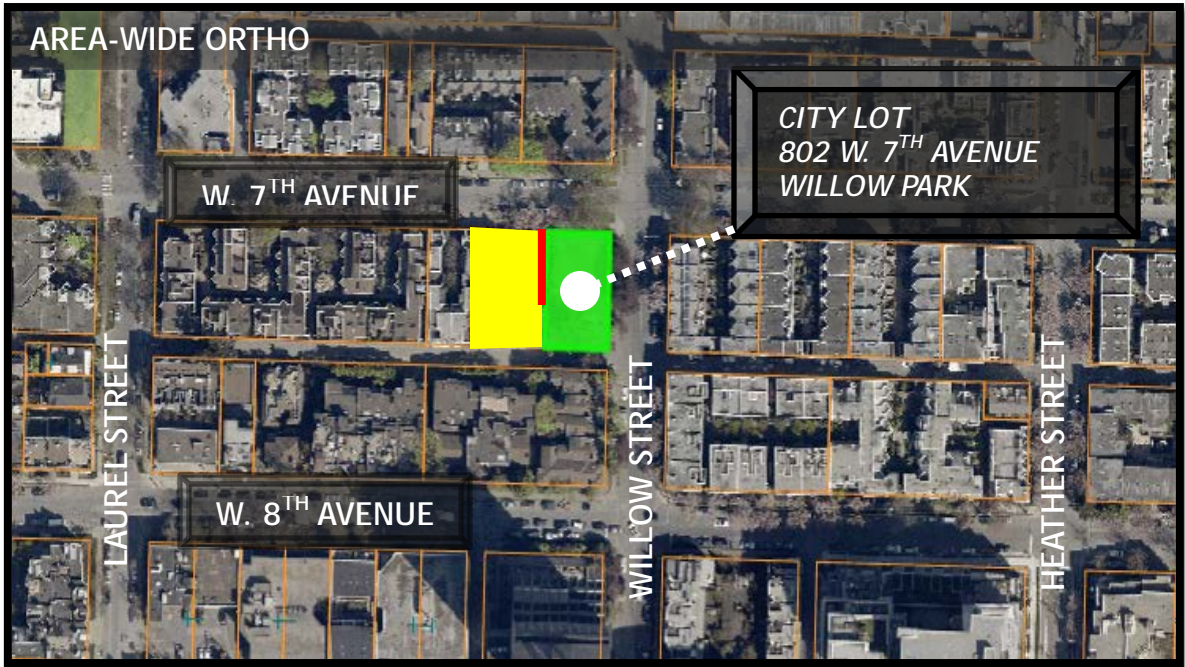 AREA-WIDE ORTHO
CITY LOT
802 W. 7TH AVENUE
WILLOW PARK
W. 7TH AVENUE
LAUREL STREET
WILLOW STREET
HEATHER STREET
W. 8TH AVENUE